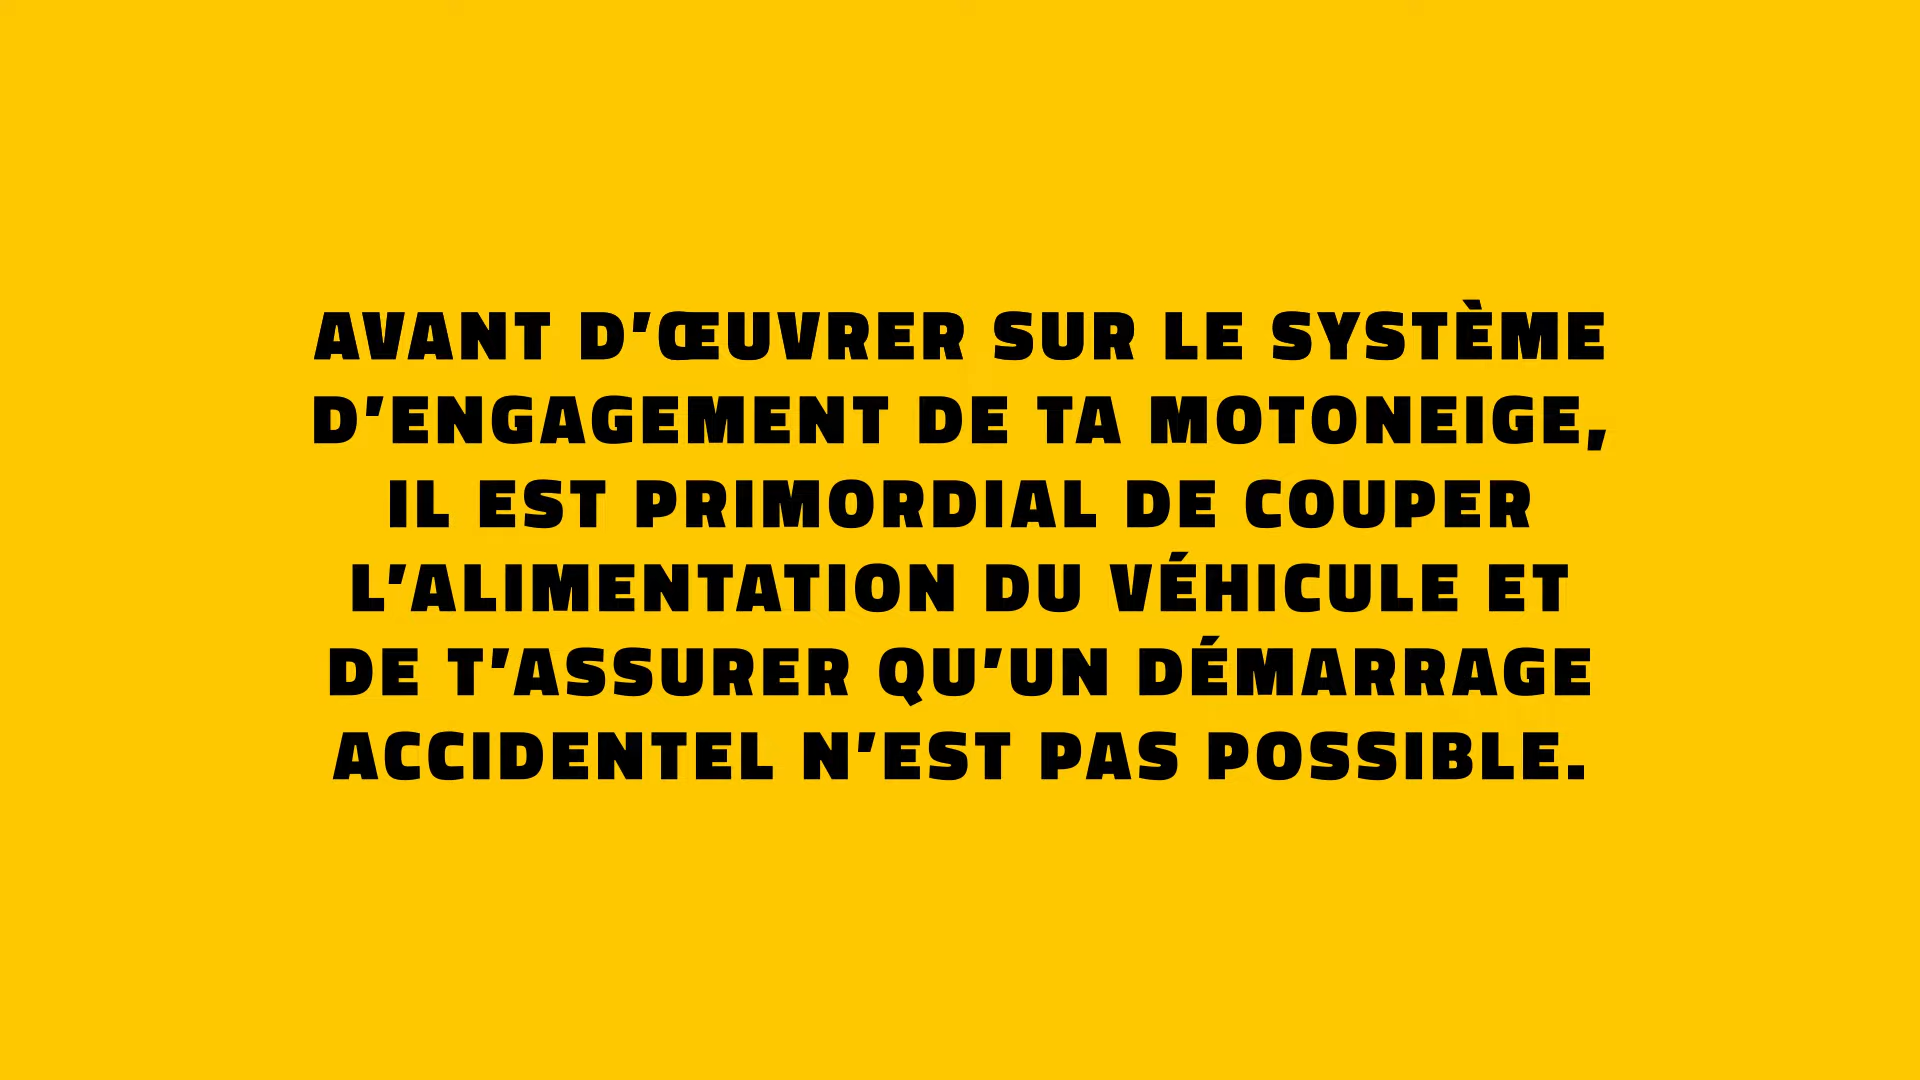 AVANT D’ŒUVRER SUR LE SYSTÈME
D’ENGAGEMENT DE TA MOTONEIGE,
IL EST PRIMORDIAL DE COUPER
L’ALIMENTATION DU VÉHICULE ET
DE T’ASSURER QU’UN DÉMARRAGE
ACCIDENTEL N’EST PAS POSSIBLE.